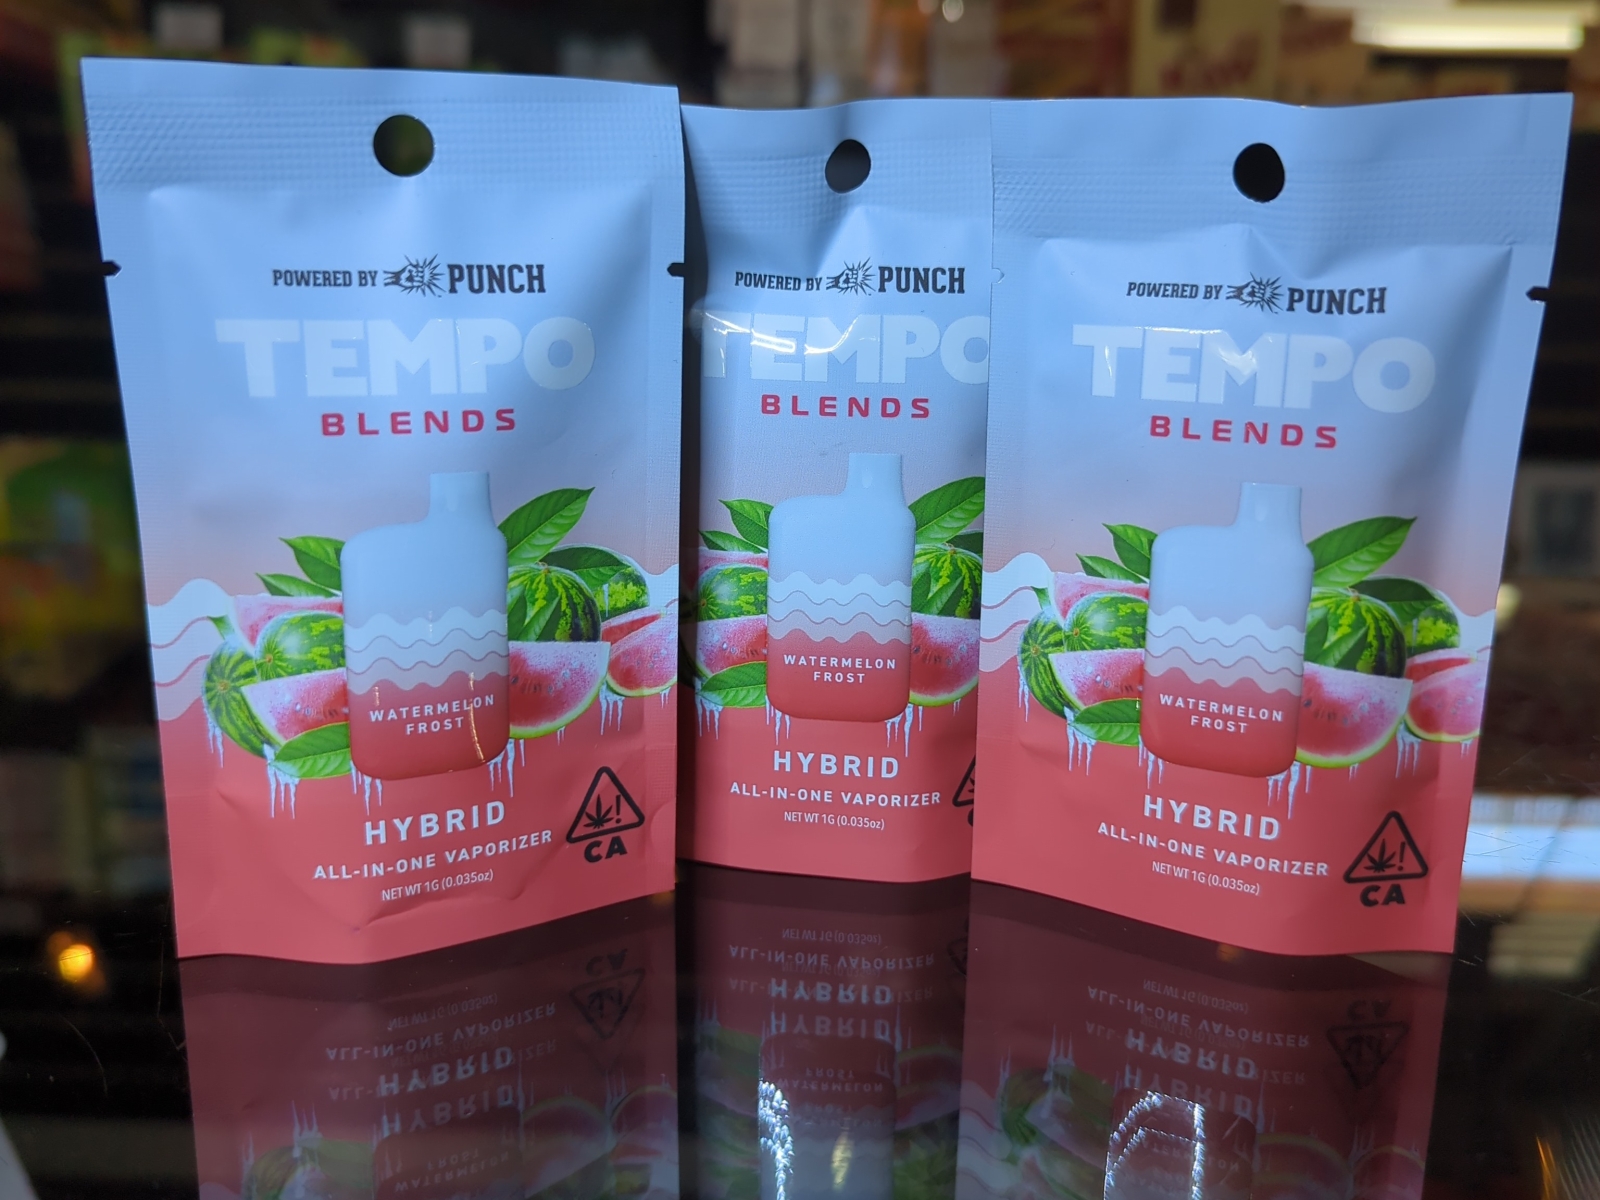 POWERED BY PUNCH
TEMPO
BLENDS
WATERMELON
FROST
HYBRID
ALL-IN-ONE VAPORIZER
NET WT 1G (0.035oz)
CA
POWERED BY PUNCH
TEMPO
BLENDS
WATERMELON
FROST
HYBRID
ALL-IN-ONE VAPORIZER
NET WT 1G (0.035oz)
POWERED BY PUNCH
TEMPO
BLENDS
WATERMELON
FROST
HYBRID
ALL-IN-ONE VAPORIZER
NET WT 1G (0.035oz)
CA